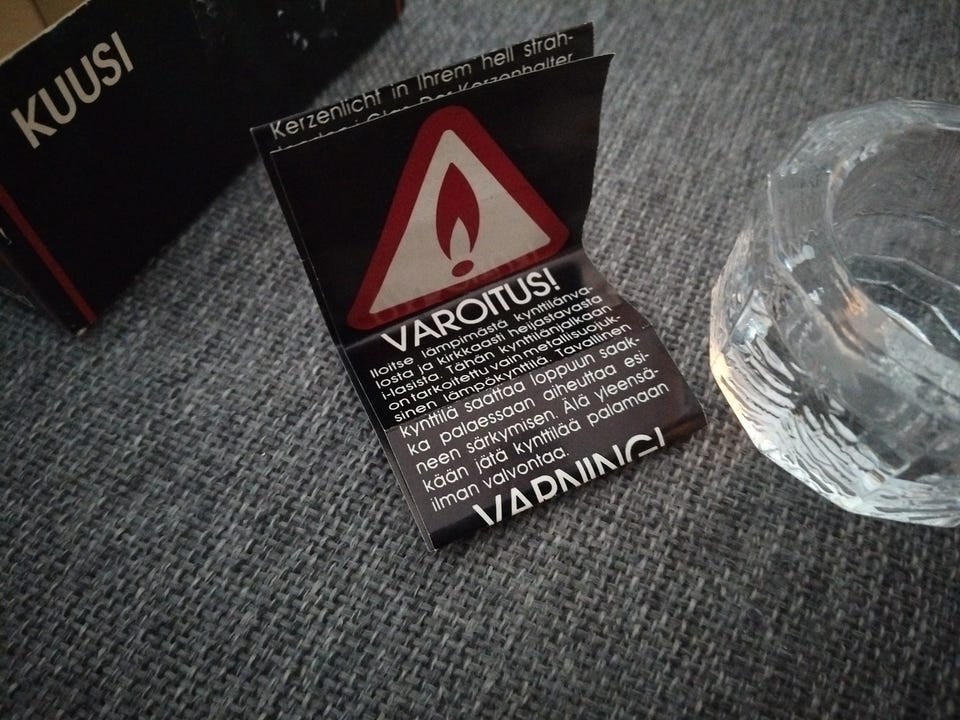 KUUSI
Kerzenlicht in Ihrem hell strah-
Der Kerzenhalter
VAROITUS!
Iloitse lämpimästä kynttilänva-
losta ja kirkkaasti heijastavasta
i-lasista. Tähän kynttilänjalkaan
on tarkoitettu vain metallisuojuk-
sinen lämpökynttilä. Tavallinen
kynttilä saattaa loppuun saak-
ka palaessaan aiheuttaa esi-
neen särkymisen. Älä yleensä-
kään jätä kynttilää palamaan
ilman valvontaa.
VARNING!